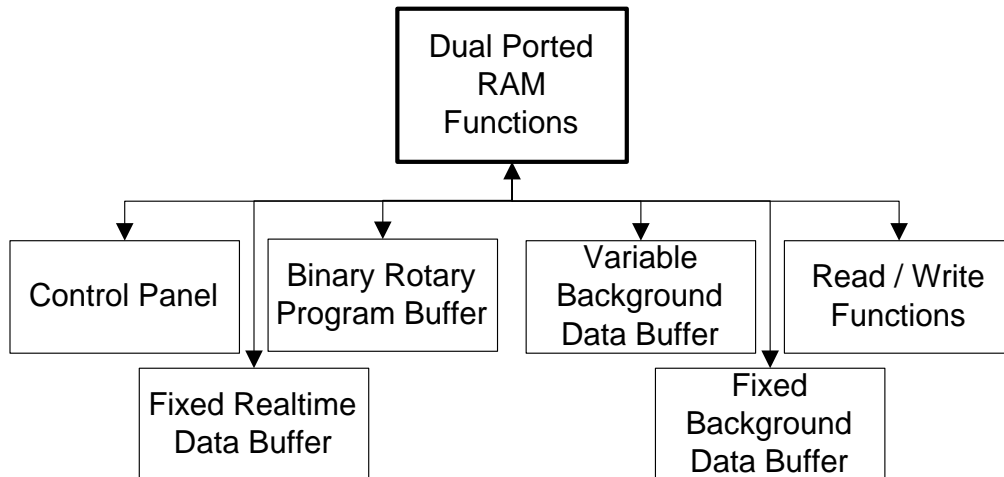 Dual Ported
RAM
Functions
Control Panel
Binary Rotary
Program Buffer
Variable
Background
Data Buffer
Read / Write
Functions
Fixed Realtime
Data Buffer
Fixed
Background
Data Buffer